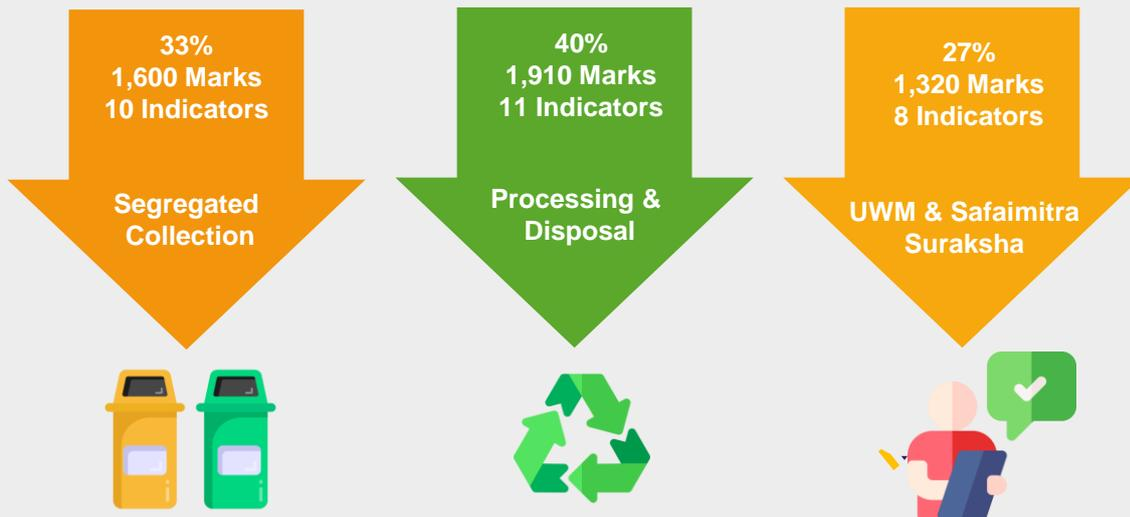 33%
1,600 Marks
10 Indicators
Segregated
Collection
40%
1,910 Marks
11 Indicators
Processing &
Disposal
27%
1,320 Marks
8 Indicators
UWM & Safaimitra
Suraksha